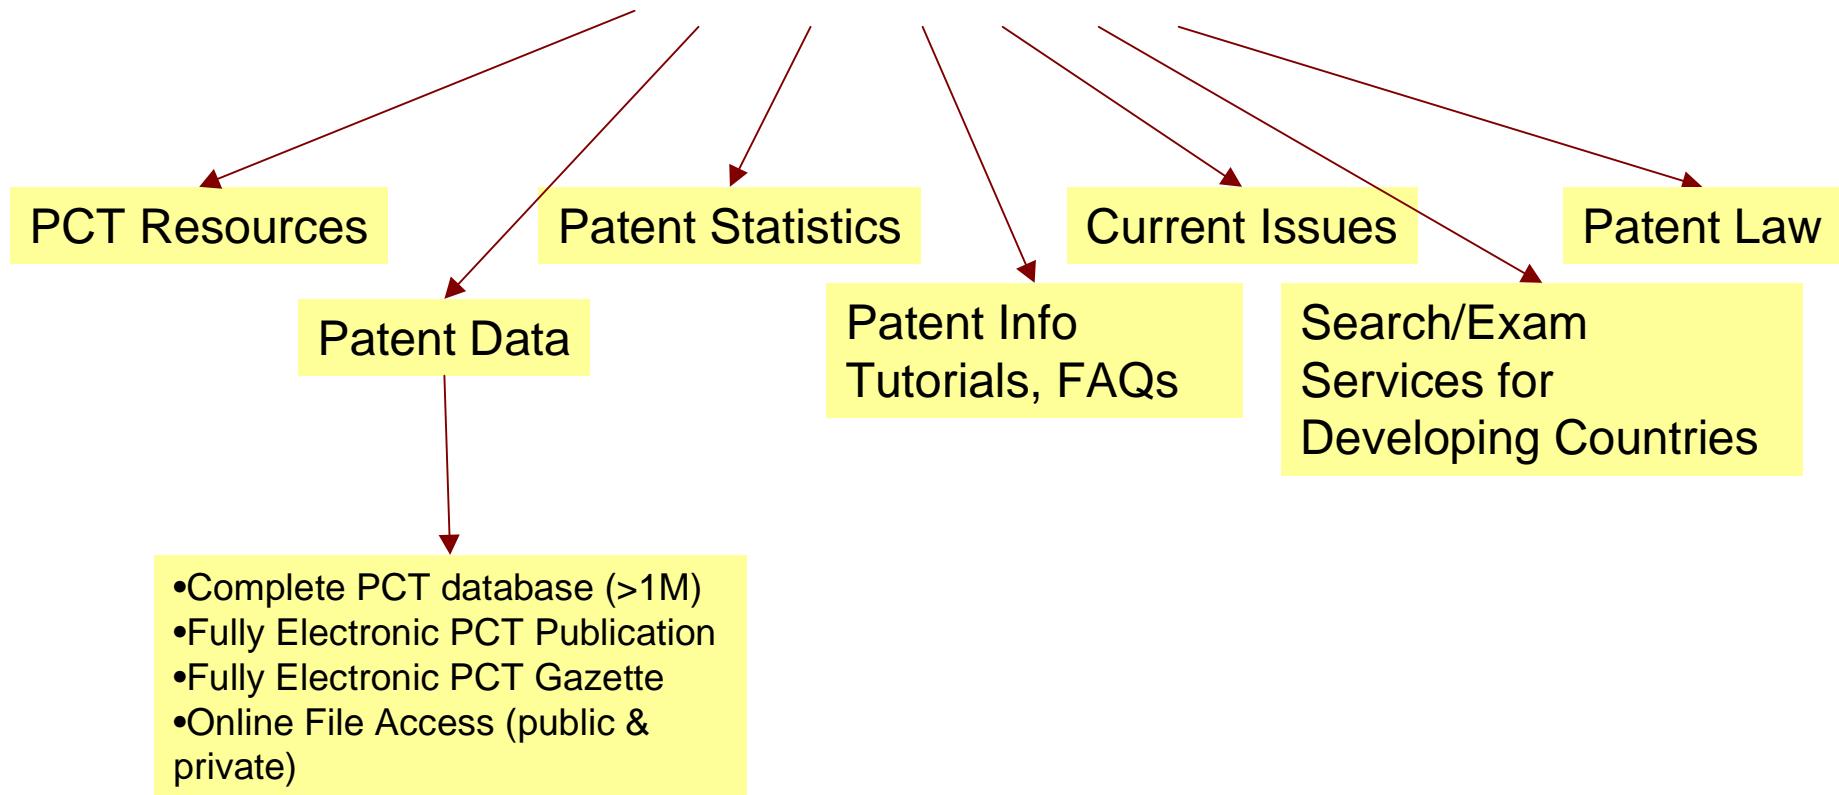 PCT Resources
Patent Statistics
Current Issues
Patent Law
Patent Data
Patent Info
Tutorials, FAQs
Search/Exam
Services for
Developing Countries
•Complete PCT database (>1M)
•Fully Electronic PCT Publication
•Fully Electronic PCT Gazette
•Online File Access (public &
private)